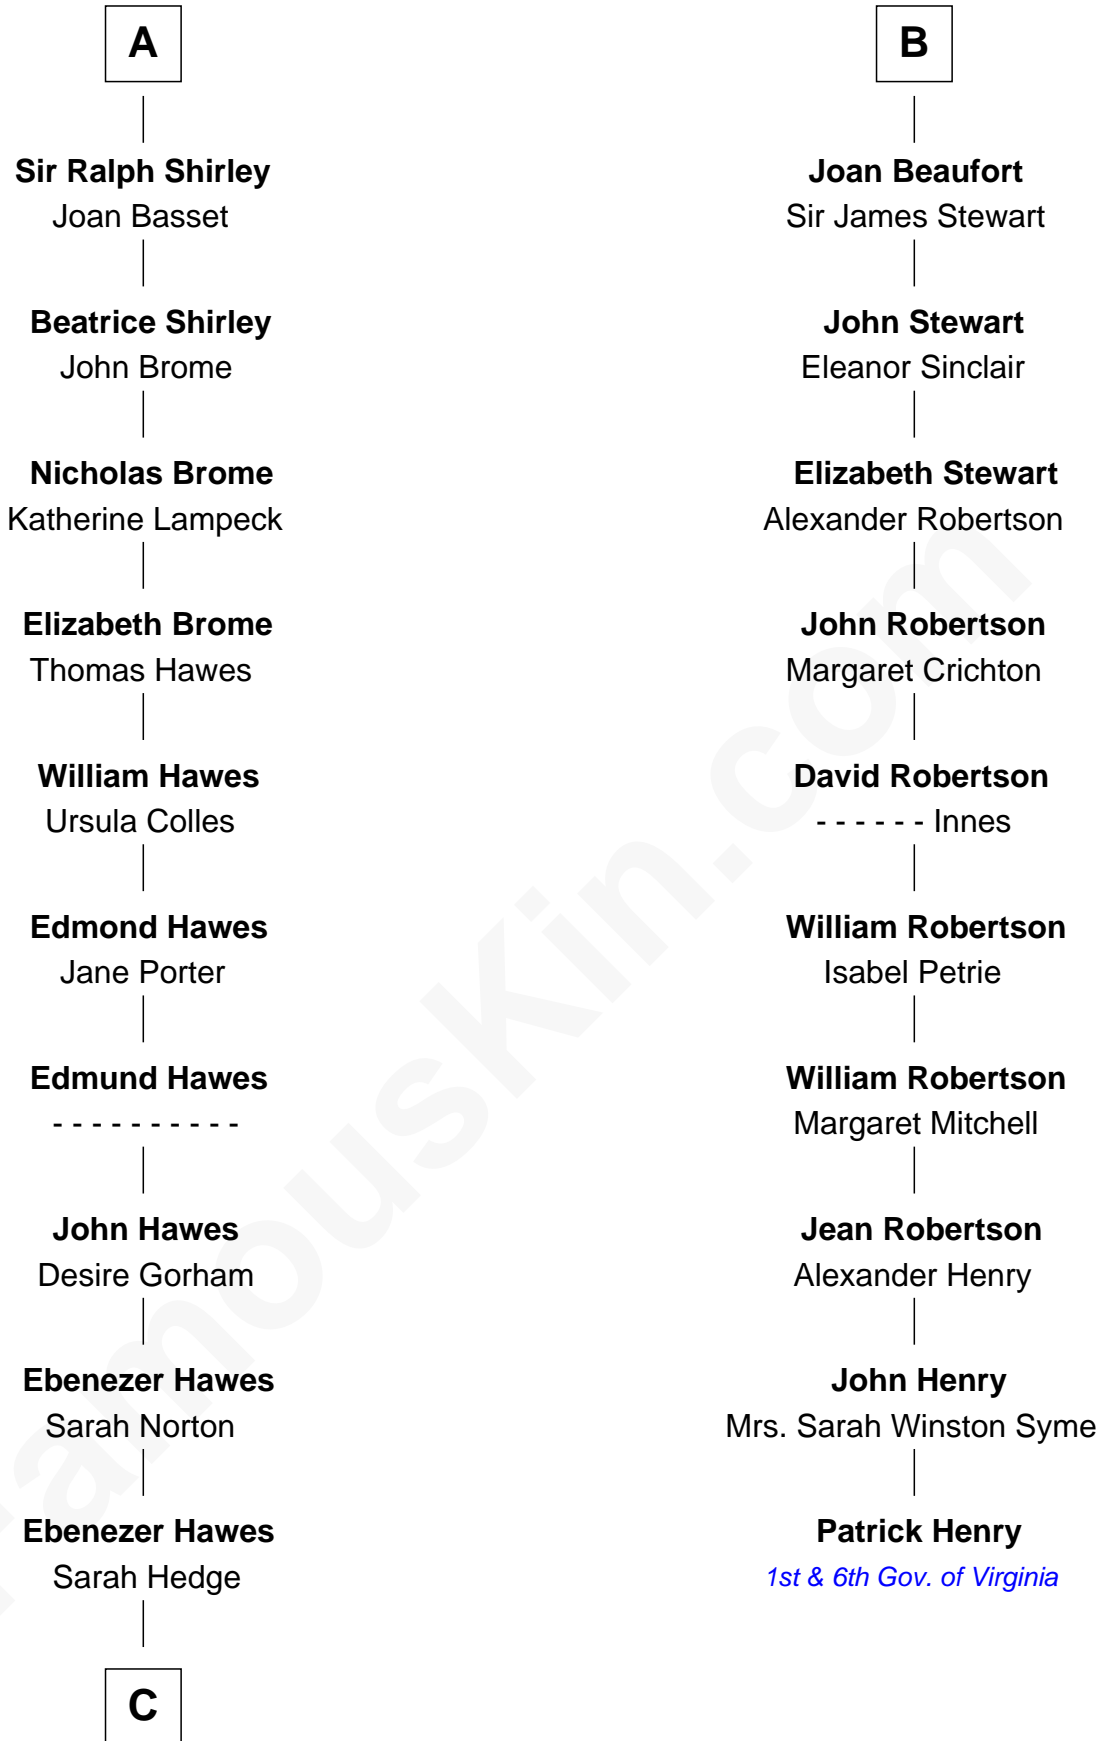 A
Sir Ralph Shirley
Joan Basset
Beatrice Shirley
John Brome
Nicholas Brome
Katherine Lampeck
Elizabeth Brome
Thomas Hawes
William Hawes
Ursula Colles
Edmond Hawes
Jane Porter
Edmund Hawes
- - - - - - - - - -
John Hawes
Desire Gorham
Ebenezer Hawes
Sarah Norton
Ebenezer Hawes
Sarah Hedge
C
B
Joan Beaufort
Sir James Stewart
John Stewart
Eleanor Sinclair
Elizabeth Stewart
Alexander Robertson
John Robertson
Margaret Crichton
David Robertson
- - - - - - Innes
William Robertson
Isabel Petrie
William Robertson
Margaret Mitchell
Jean Robertson
Alexander Henry
John Henry
Mrs. Sarah Winston Syme
Patrick Henry
1st & 6th Gov. of Virginia
FamousKin.com